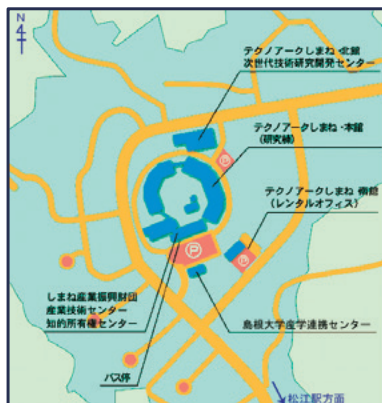 N
4
テクノアークしまね・北館
次世代技術研究開発センター
テクノアークしまね・本館
(研究棟)
P
テクノアークしまね・南館
(レンタルオフィス)
P
P
しまね産業振興財団
産業技術センター
知的所有権センター
島根大学産学連携センター
バス停
松江駅方面